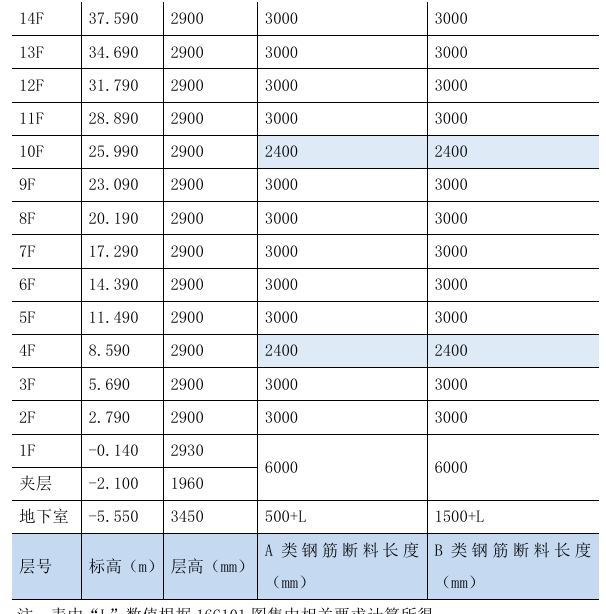 14F 37.590 2900 3000 3000
13F 34.690 2900 3000 3000
12F 31.790 2900 3000 3000
11F 28.890 2900 3000 3000
10F 25.990 2900 2400 2400
9F 23.090 2900 3000 3000
8F 20.190 2900 3000 3000
7F 17.290 2900 3000 3000
6F 14.390 2900 3000 3000
5F 11.490 2900 3000 3000
4F 8.590 2900 2400 2400
3F 5.690 2900 3000 3000
2F 2.790 2900 3000 3000
1F -0.140 2930
6000 6000
夹层 -2.100 1960
地下室 -5.550 3450 500+L 1500+L
层号 标高（m） 层高（mm） A 类钢筋断料长度（mm） B 类钢筋断料长度（mm）
注：表中“L”数值根据 16G101 图集中相关要求计算所得